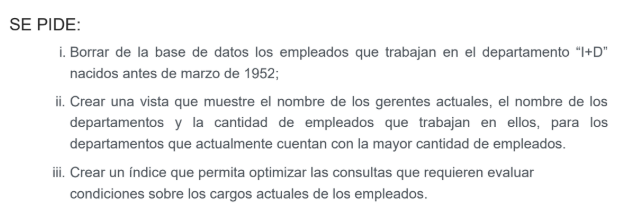 SE PIDE:
i. Borrar de la base de datos los empleados que trabajan en el departamento “I+D”
nacidos antes de marzo de 1952;
ii. Crear una vista que muestre el nombre de los gerentes actuales, el nombre de los
departamentos y la cantidad de empleados que trabajan en ellos, para los
departamentos que actualmente cuentan con la mayor cantidad de empleados.
iii. Crear un índice que permita optimizar las consultas que requieren evaluar
condiciones sobre los cargos actuales de los empleados.